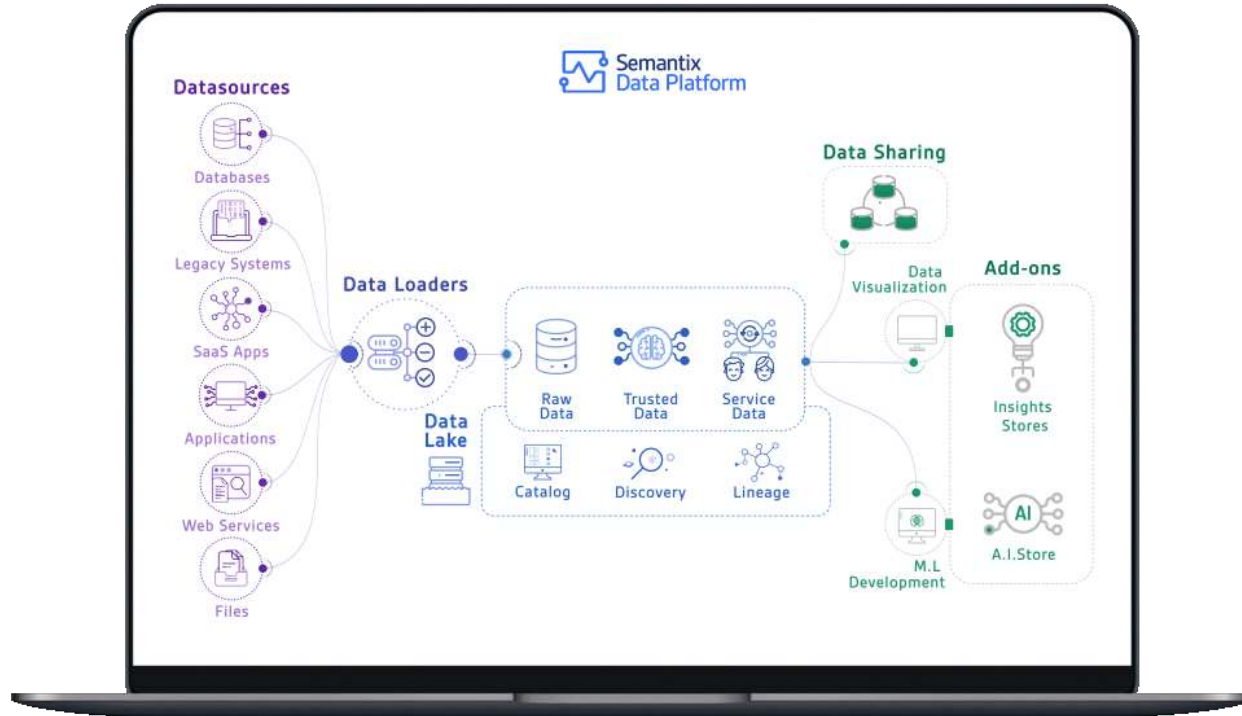 Semantix
Data Platform
Datasources
Databases
Legacy Systems
SaaS Apps
Applications
Web Services
Files
Data Loaders
Data
Lake
Raw
Data
Trusted
Data
Service
Data
Catalog
Discovery
Lineage
Data Sharing
Data
Visualization
M.L
Development
Add-ons
Insights
Stores
AI
A.I.Store